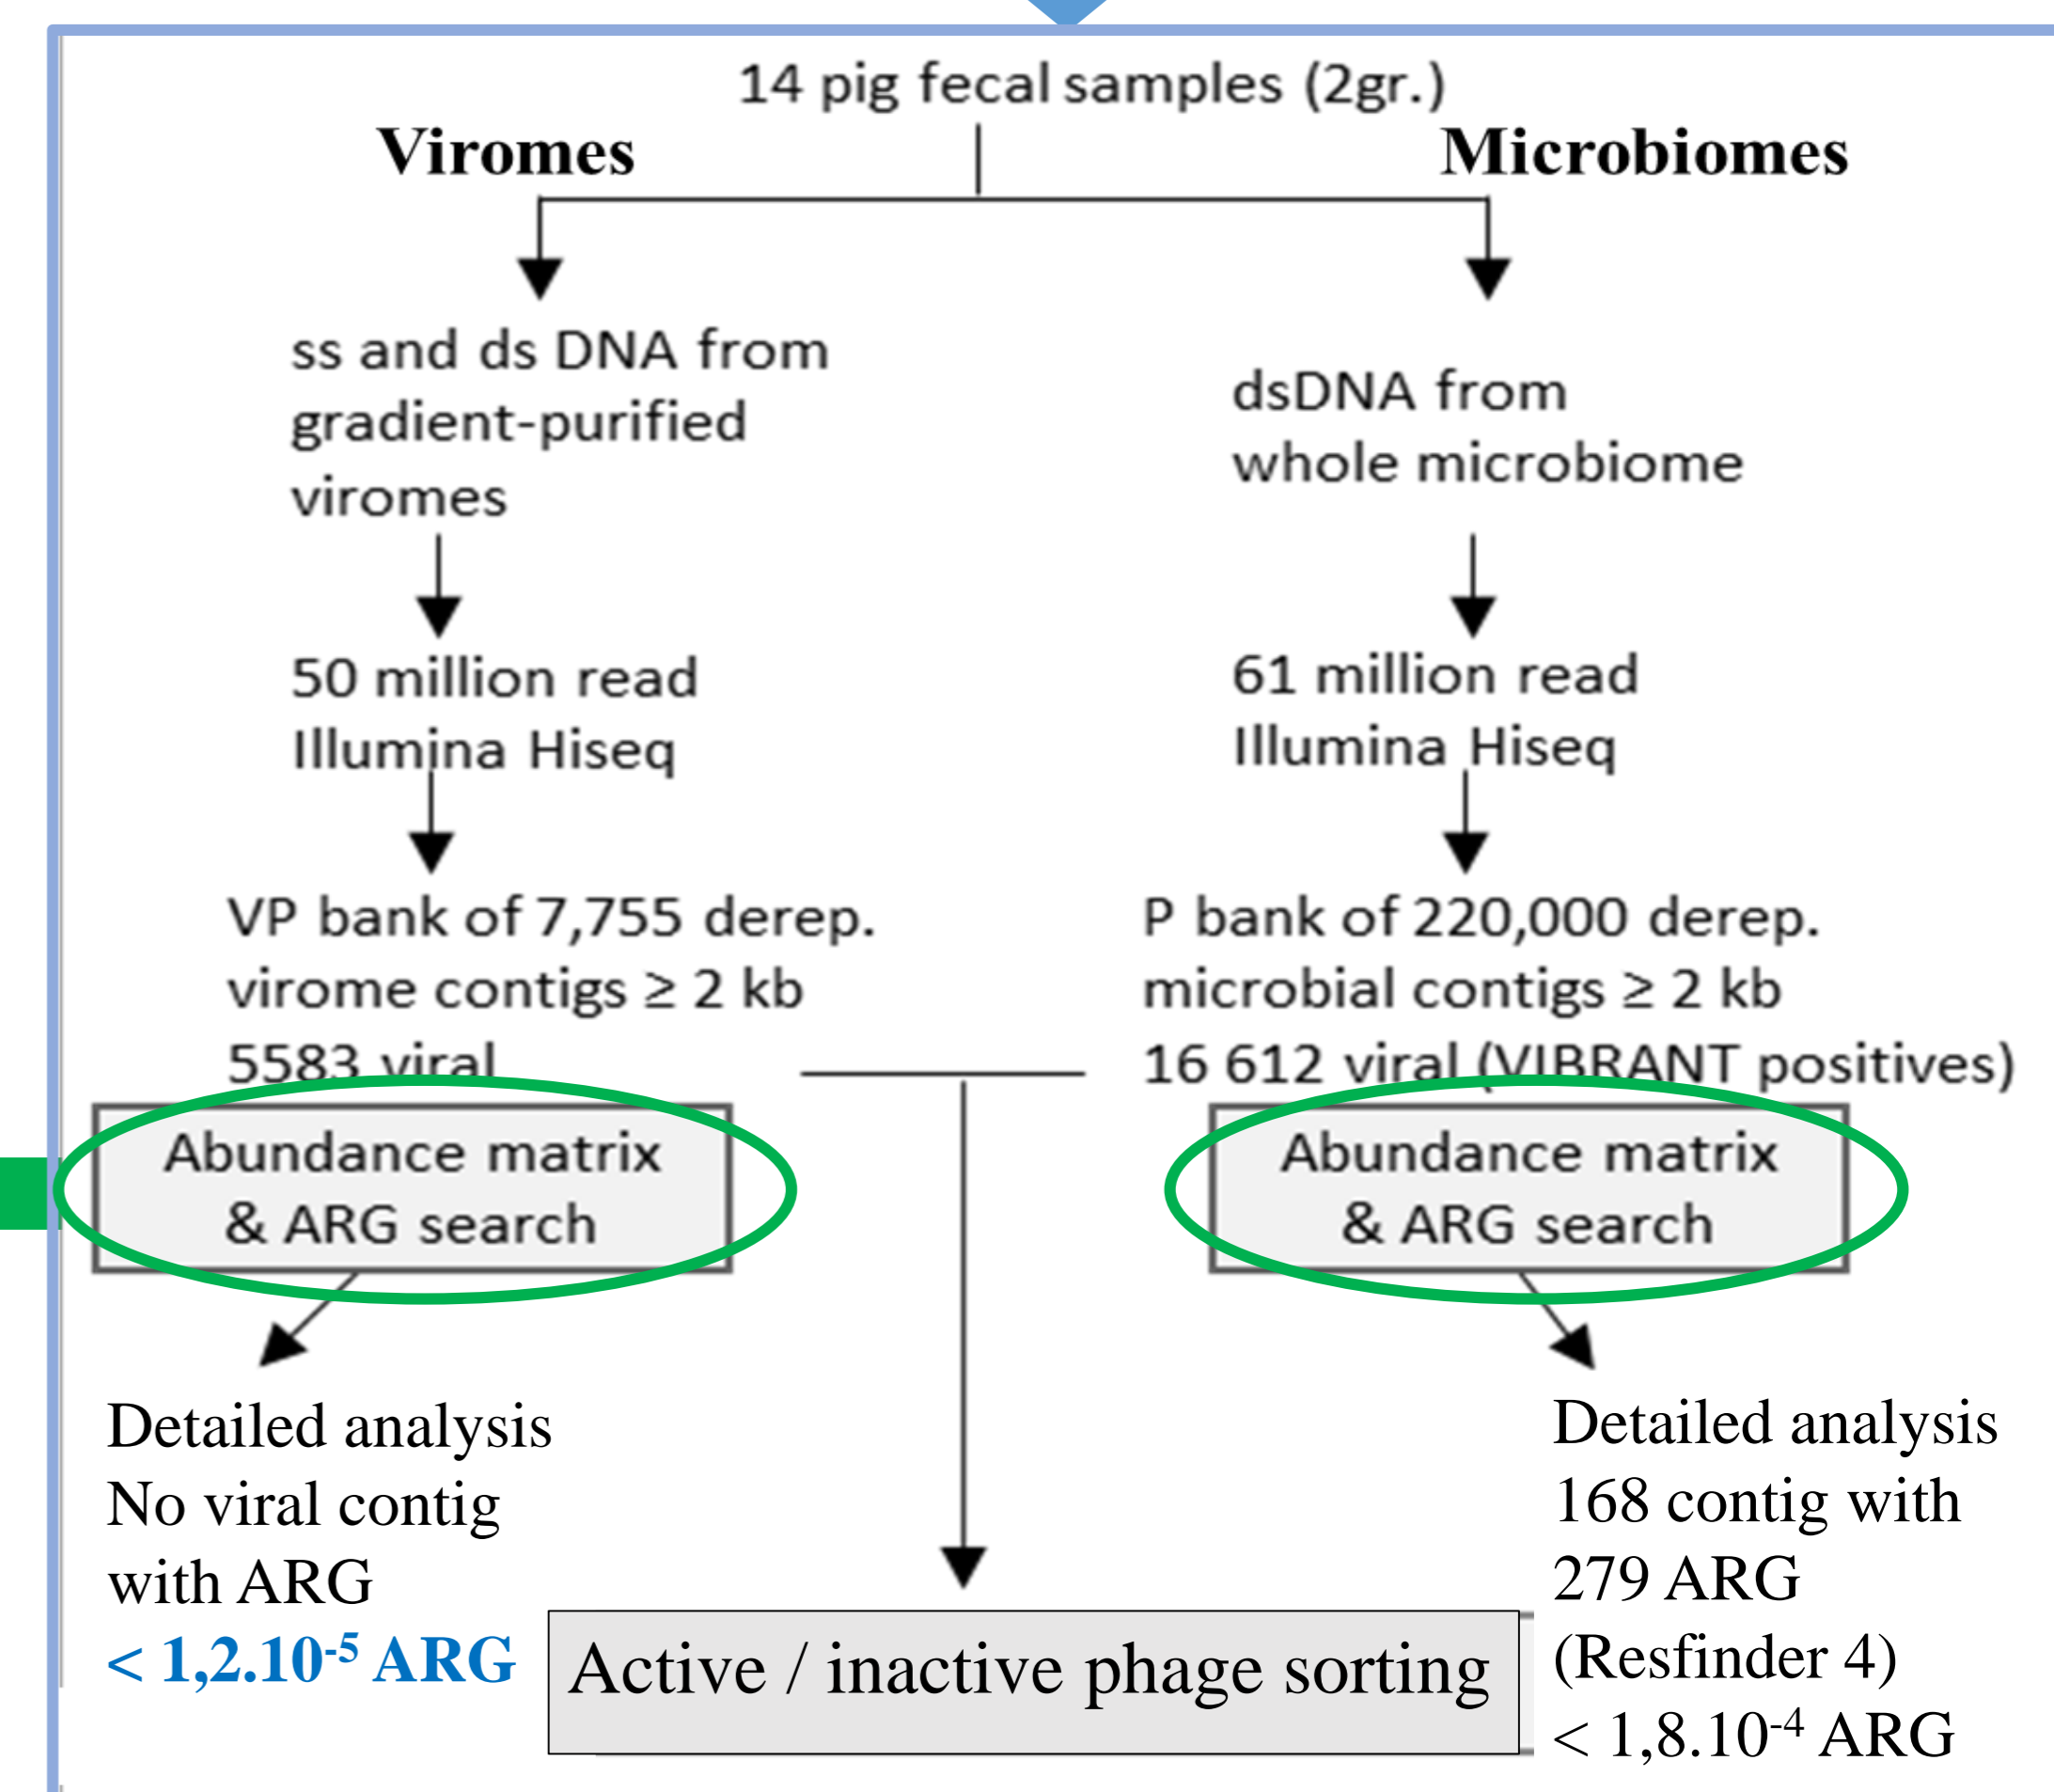 14 pig fecal samples (2gr.)
Viromes
Microbiomes
ss and ds DNA from
gradient-purified
viromes
dsDNA from
whole microbiome
50 million read
Illumina Hiseq
61 million read
Illumina Hiseq
VP bank of 7,755 derep.
virome contigs ≥ 2 kb
5583 viral
P bank of 220,000 derep.
microbial contigs ≥ 2 kb
16 612 viral (VIBRANT positives)
Abundance matrix
& ARG search
Abundance matrix
& ARG search
Detailed analysis
No viral contig
with ARG
< 1,2.10⁻⁵ ARG
Detailed analysis
168 contig with
279 ARG
(Resfinder 4)
< 1,8.10⁻⁴ ARG
Active / inactive phage sorting